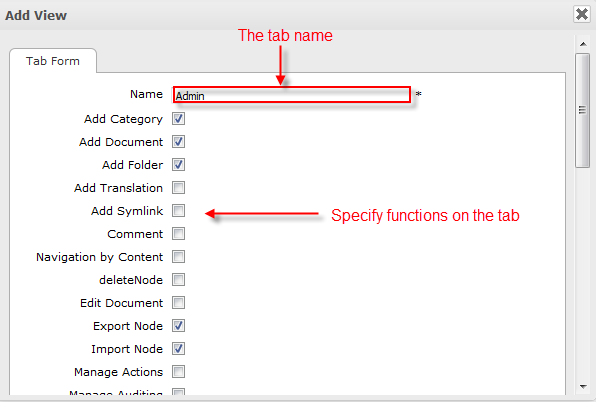 Add View
The tab name
Tab Form
Name Admin *
Add Category
Add Document
Add Folder
Add Translation
Add Symlink
Specify functions on the tab
Comment
Navigation by Content
deleteNode
Edit Document
Export Node
Import Node
Manage Actions
Manage Auditing